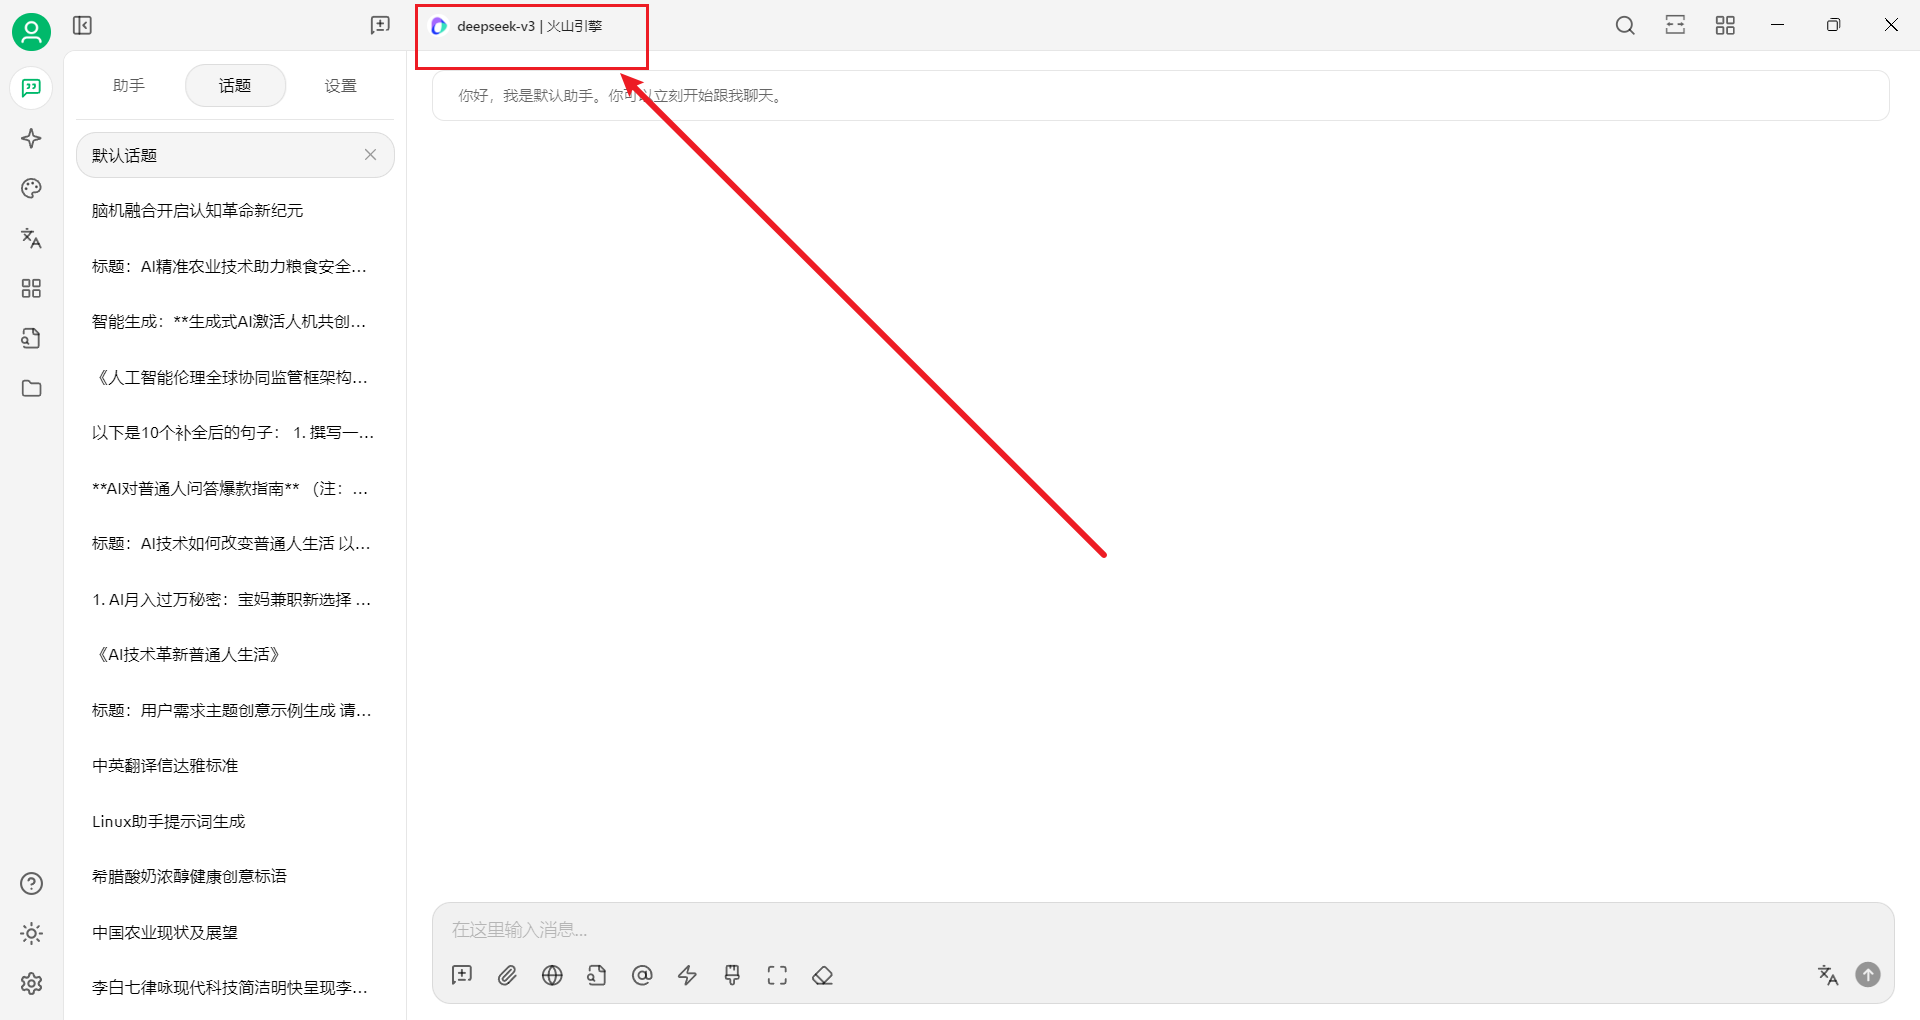 deepseek-v3 | 火山引擎
助手
话题
设置
默认话题
脑机融合开启认知革命新纪元
标题：AI精准农业技术助力粮食安全...
智能生成：**生成式AI激活人机共创...
《人工智能伦理全球协同监管框架构...
以下是10个补全后的句子： 1. 撰写一...
**AI对普通人问答爆款指南** （注：...
标题：AI技术如何改变普通人生活 以...
1. AI月入过万秘密：宝妈兼职新选择 ...
《AI技术革新普通人生活》
标题：用户需求主题创意示例生成 请...
中英翻译信达雅标准
Linux助手提示词生成
希腊酸奶浓醇健康创意标语
中国农业现状及展望
李白七律咏现代科技简洁明快呈现李...
你好，我是默认助手。你可以立刻开始跟我聊天。
在这里输入消息...